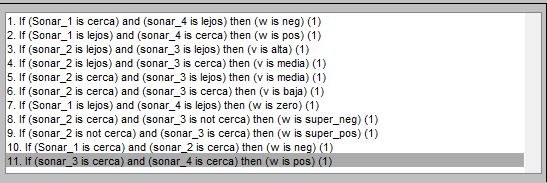 1. If (Sonar_1 is cerca) and (sonar_4 is lejos) then (w is neg) (1)
2. If (Sonar_1 is lejos) and (sonar_4 is cerca) then (w is pos) (1)
3. If (sonar_2 is lejos) and (sonar_3 is lejos) then (v is alta) (1)
4. If (sonar_2 is lejos) and (sonar_3 is cerca) then (v is media) (1)
5. If (sonar_2 is cerca) and (sonar_3 is lejos) then (v is media) (1)
6. If (sonar_2 is cerca) and (sonar_3 is cerca) then (v is baja) (1)
7. If (Sonar_1 is lejos) and (sonar_4 is lejos) then (w is zero) (1)
8. If (sonar_2 is cerca) and (sonar_3 is not cerca) then (w is super_neg) (1)
9. If (sonar_2 is not cerca) and (sonar_3 is cerca) then (w is super_pos) (1)
10. If (Sonar_1 is cerca) and (sonar_2 is cerca) then (w is neg) (1)
11. If (sonar_3 is cerca) and (sonar_4 is cerca) then (w is pos) (1)